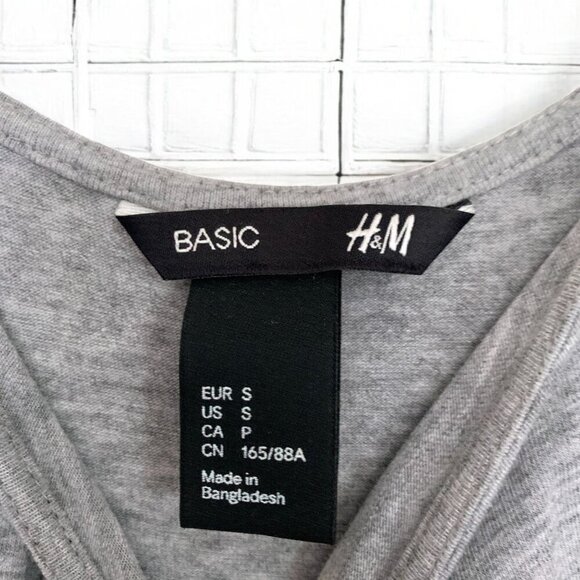 BASIC H&M
EUR S
US S
CA P
CN 165/88A
Made in
Bangladesh